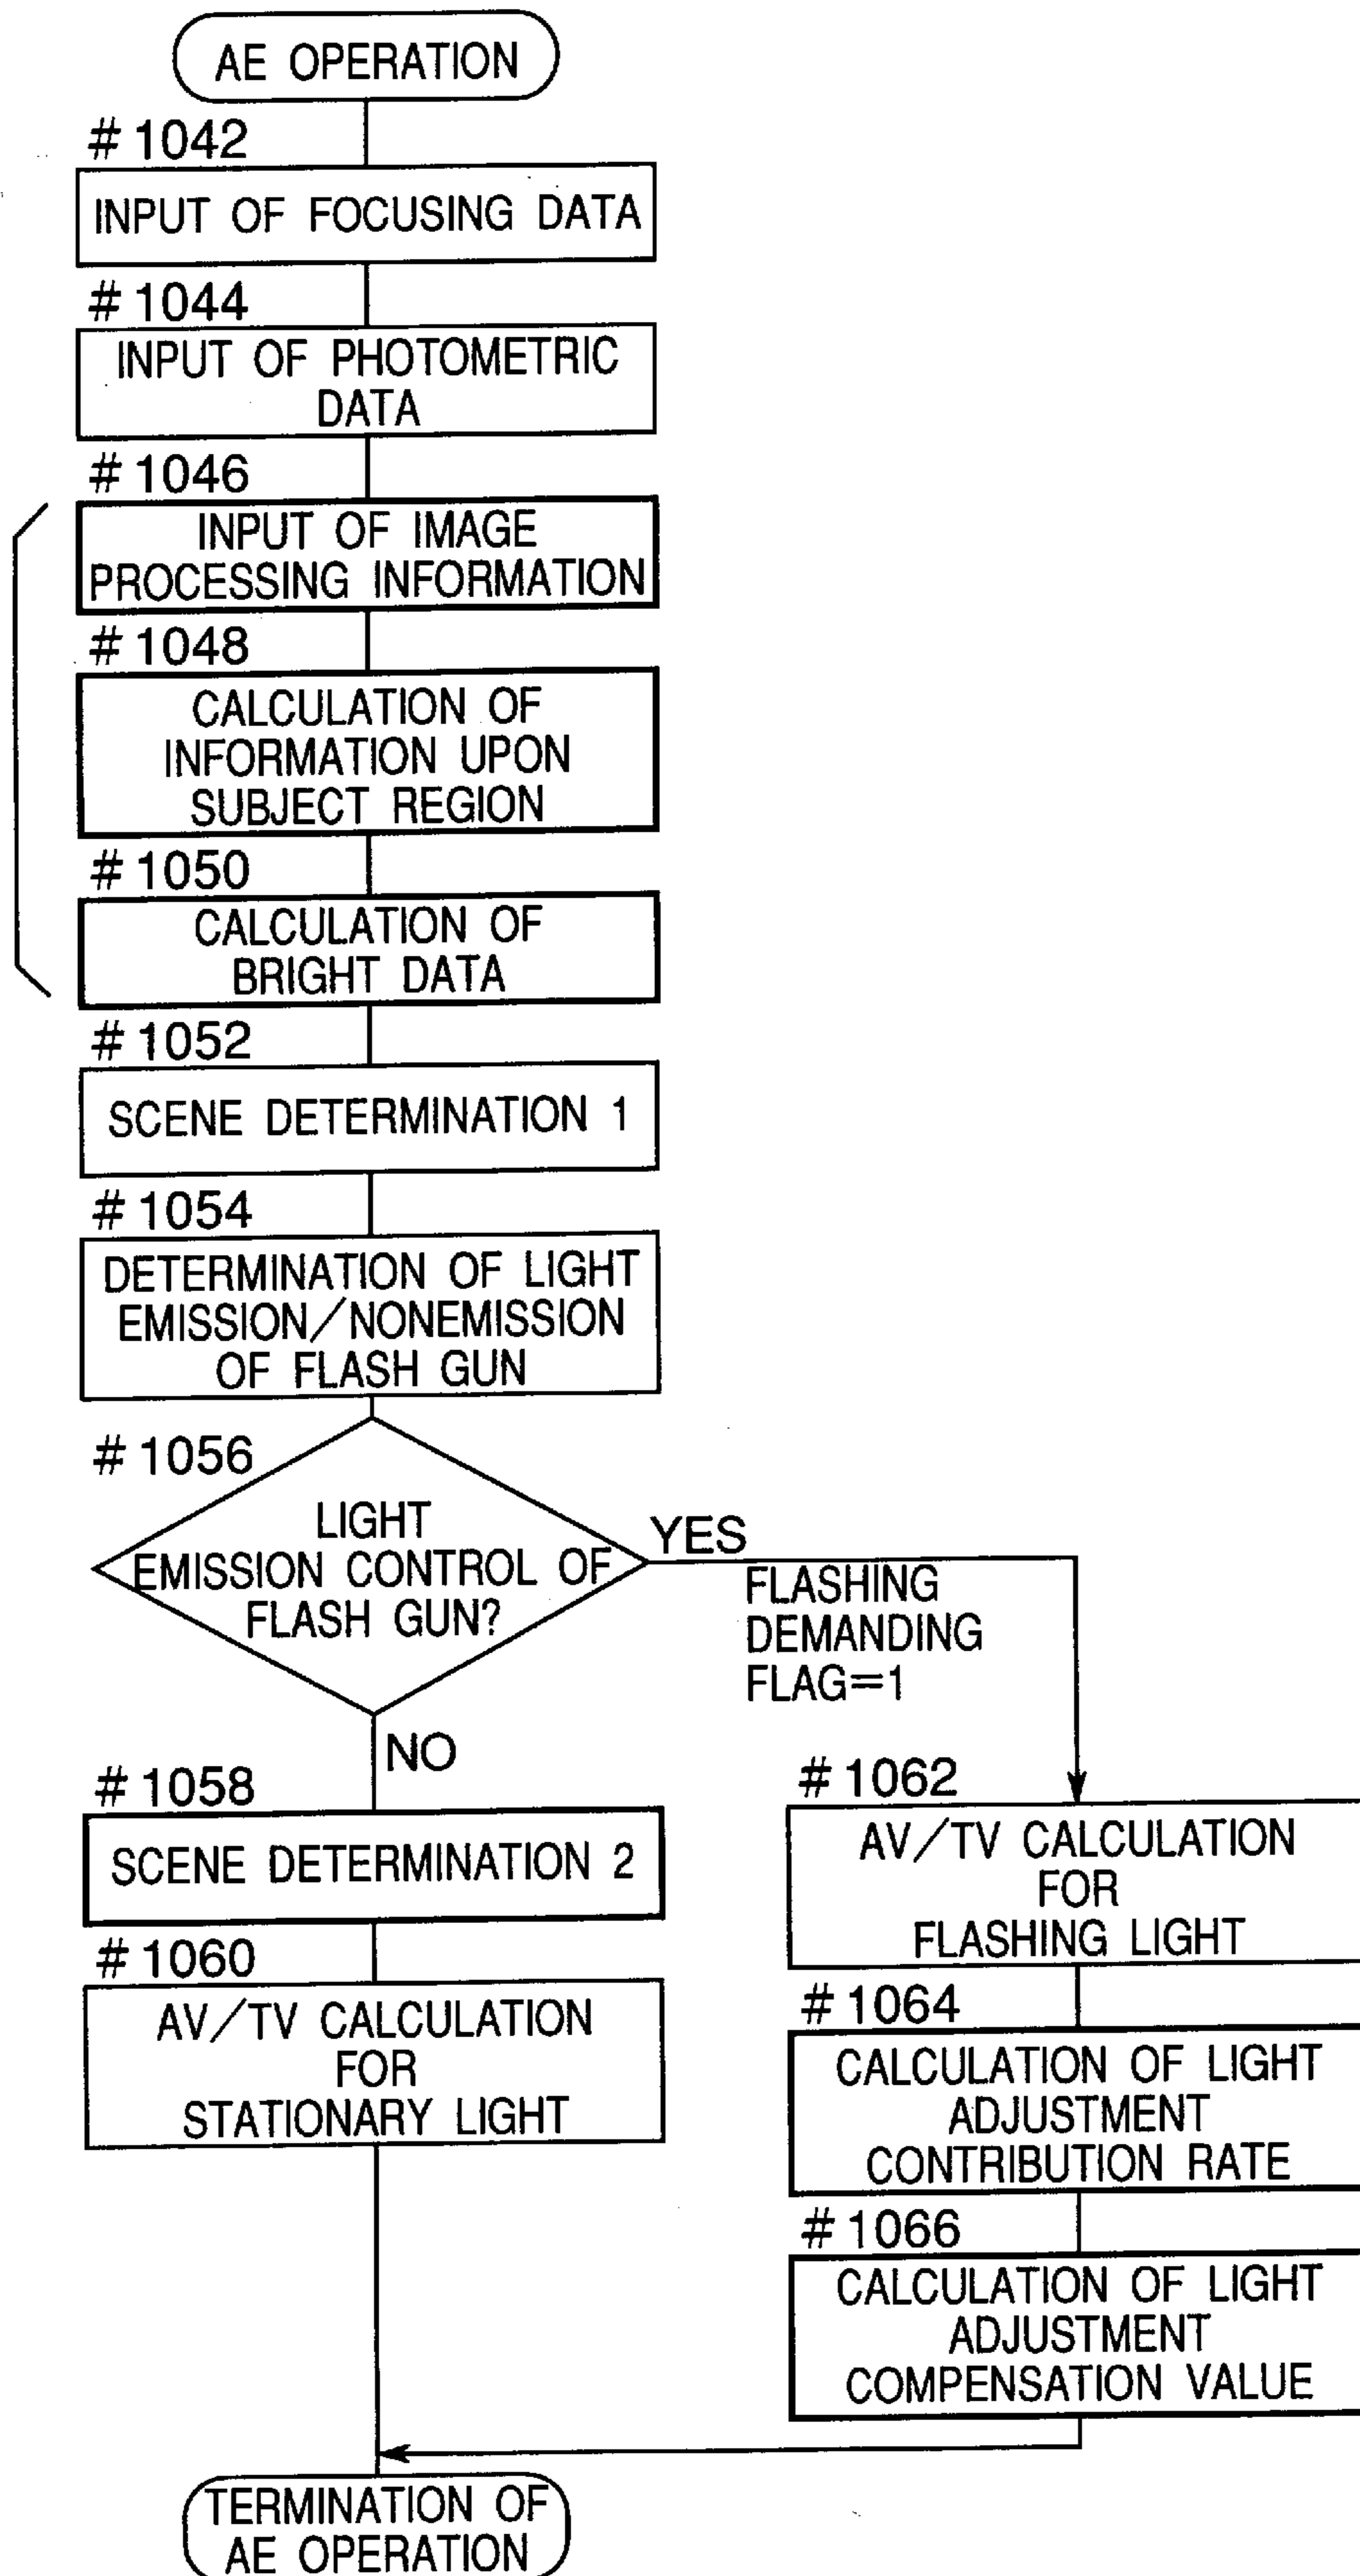 AE OPERATION
# 1042
INPUT OF FOCUSING DATA
# 1044
INPUT OF PHOTOMETRIC
DATA
# 1046
INPUT OF IMAGE
PROCESSING INFORMATION
# 1048
CALCULATION OF
INFORMATION UPON
SUBJECT REGION
# 1050
CALCULATION OF
BRIGHT DATA
# 1052
SCENE DETERMINATION 1
# 1054
DETERMINATION OF LIGHT
EMISSION/NONEMISSION
OF FLASH GUN
# 1056
LIGHT
EMISSION CONTROL OF
FLASH GUN?
YES
FLASHING
DEMANDING
FLAG=1
NO
# 1058
SCENE DETERMINATION 2
# 1060
AV/TV CALCULATION
FOR
STATIONARY LIGHT
# 1062
AV/TV CALCULATION
FOR
FLASHING LIGHT
# 1064
CALCULATION OF LIGHT
ADJUSTMENT
CONTRIBUTION RATE
# 1066
CALCULATION OF LIGHT
ADJUSTMENT
COMPENSATION VALUE
TERMINATION OF
AE OPERATION